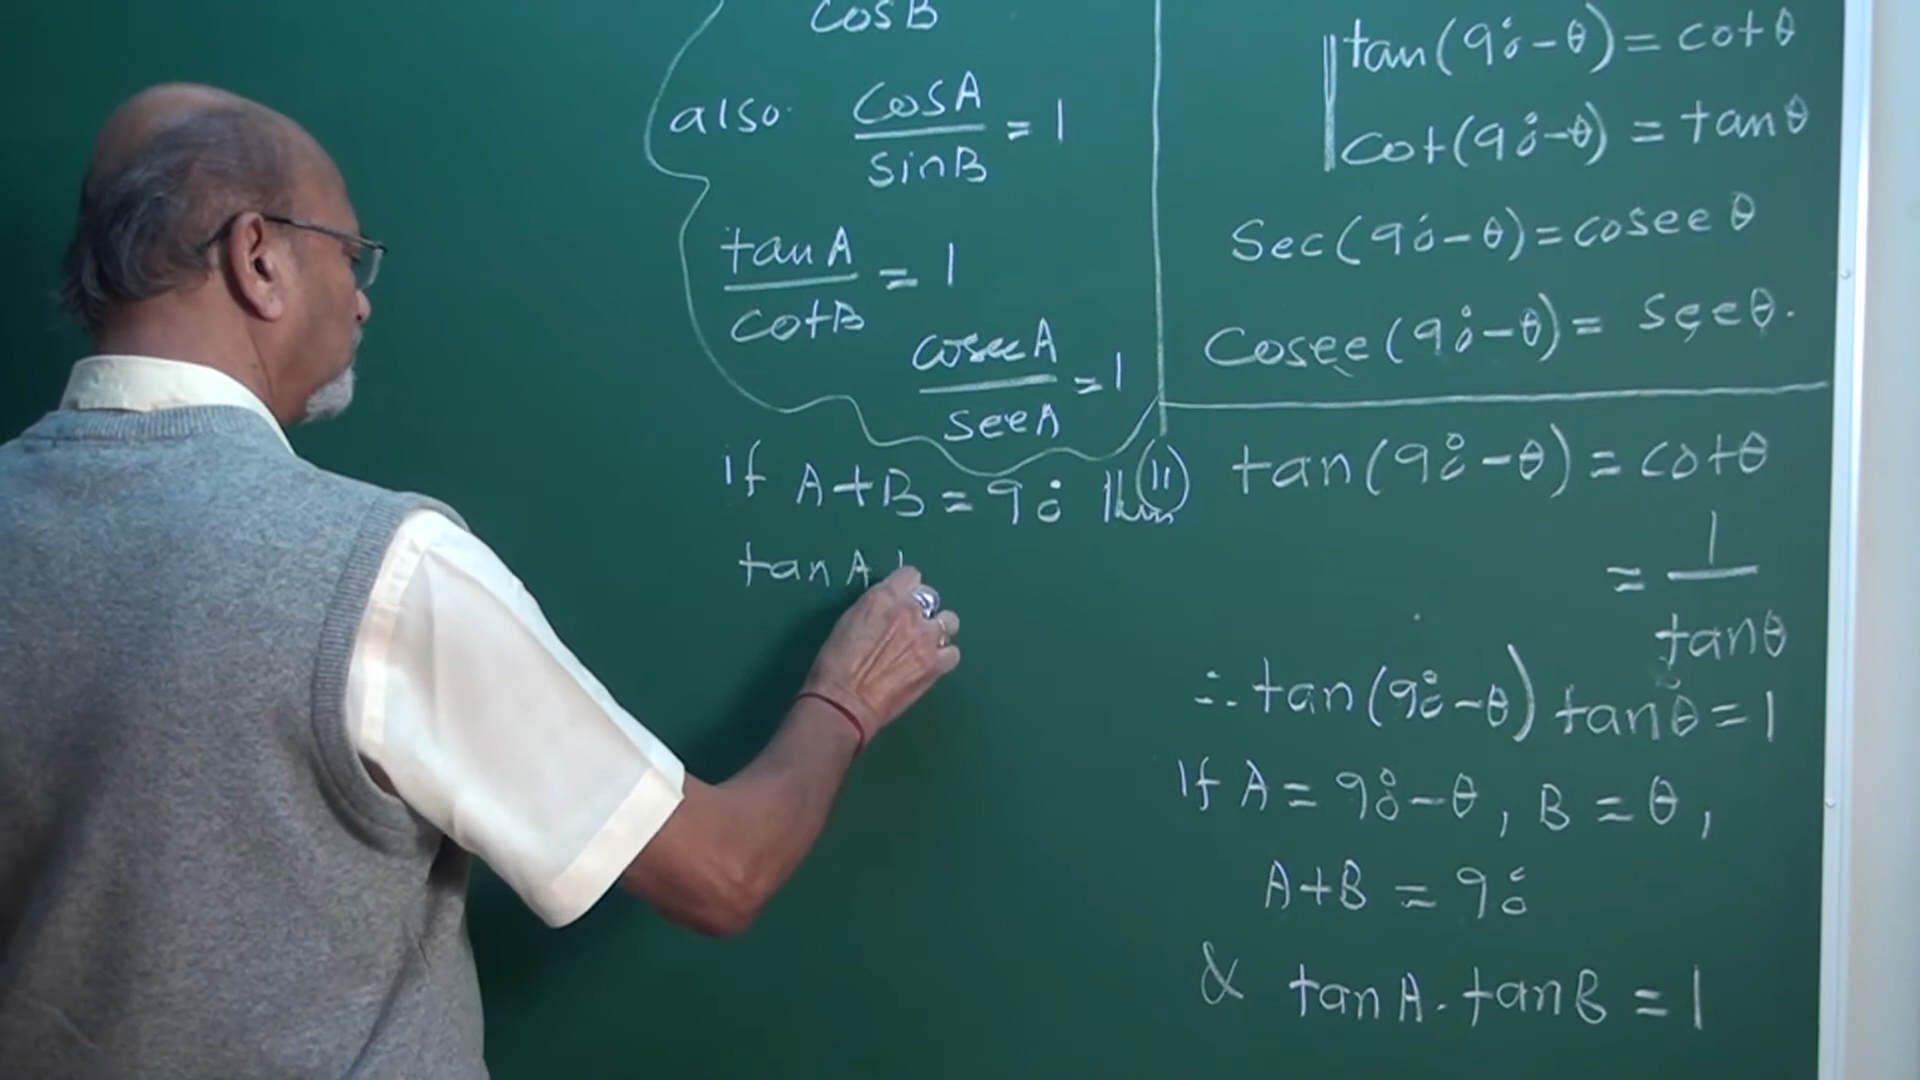 cosB
also cosA/sinB = 1
tanA/cotB = 1
cosecA/secA = 1
if A+B = 90° then
tanA t
tan(90°-θ) = cotθ
cot(90°-θ) = tanθ
Sec(90°-θ) = cosecθ
Cosec(90°-θ) = secθ.
(11) tan(90°-θ) = cotθ
= 1/tanθ
∴ tan(90°-θ) tanθ = 1
If A = 90°-θ, B = θ,
A+B = 90°
& tanA . tanB = 1